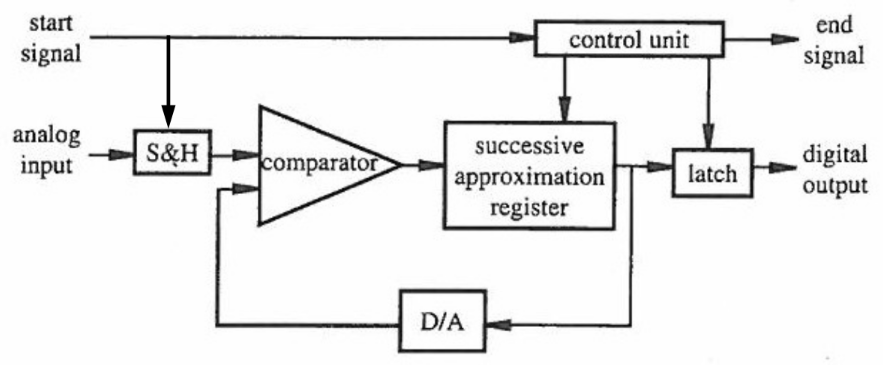 start
signal
control unit
end
signal
analog
input
S&H
comparator
successive
approximation
register
latch
digital
output
D/A